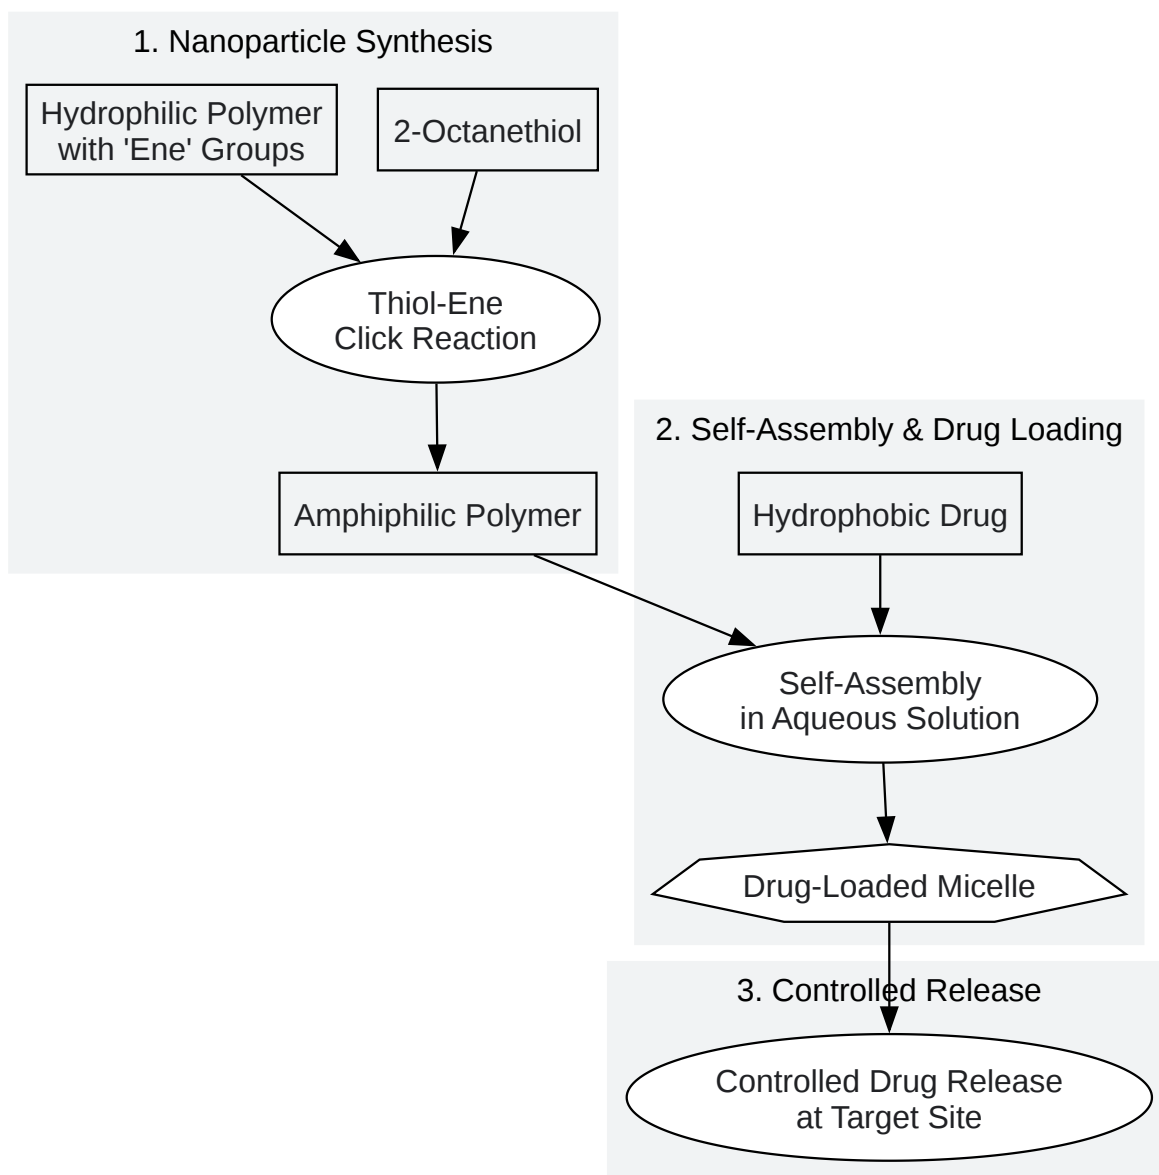 1. Nanoparticle Synthesis
Hydrophilic Polymer
with 'Ene' Groups
2-Octanethiol
Thiol-Ene
Click Reaction
Amphiphilic Polymer
2. Self-Assembly & Drug Loading
Hydrophobic Drug
Self-Assembly
in Aqueous Solution
Drug-Loaded Micelle
3. Controlled Release
Controlled Drug Release
at Target Site